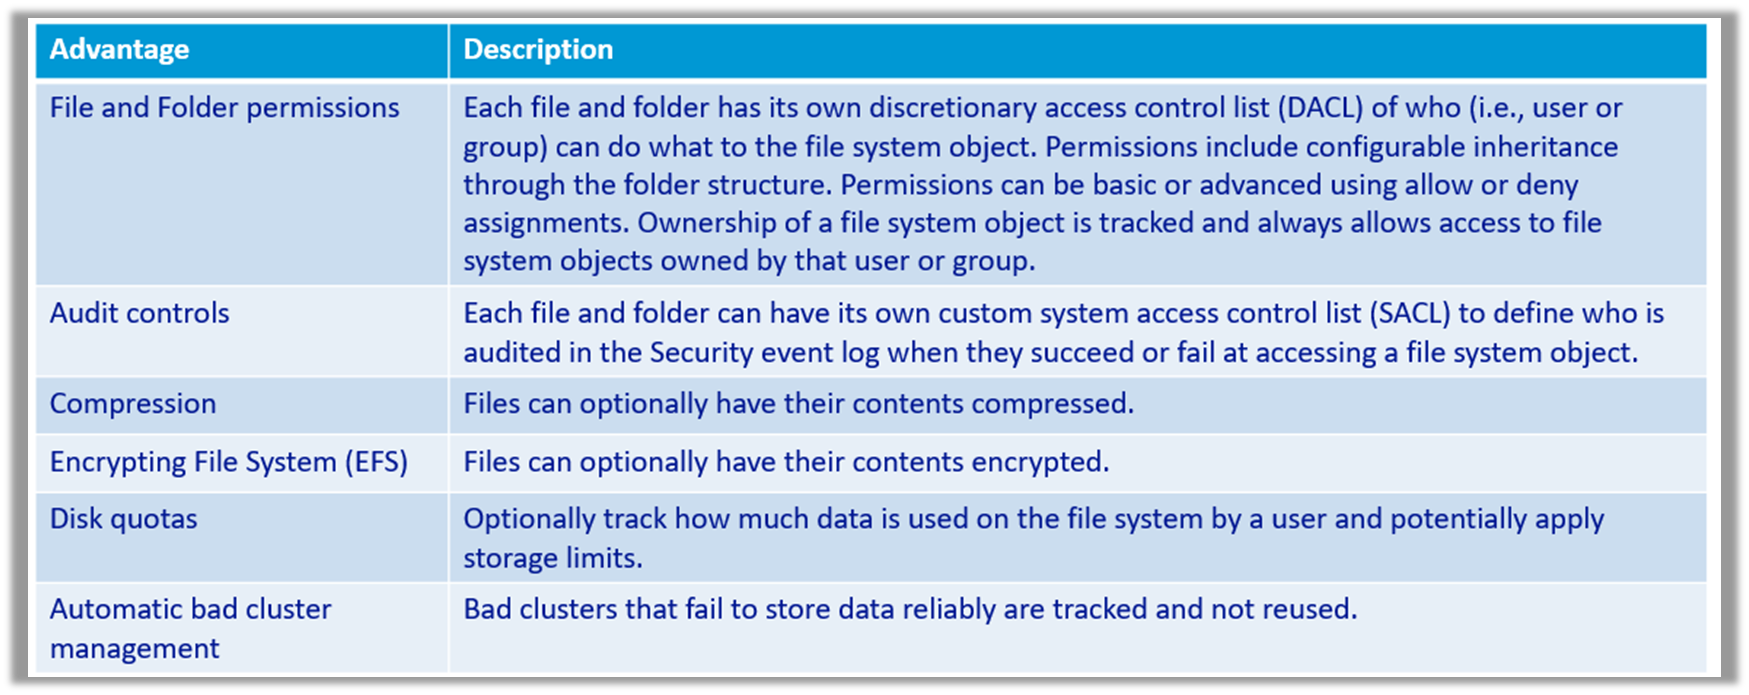 Advantage
Description
File and Folder permissions
Each file and folder has its own discretionary access control list (DACL) of who (i.e., user or
group) can do what to the file system object. Permissions include configurable inheritance
through the folder structure. Permissions can be basic or advanced using allow or deny
assignments. Ownership of a file system object is tracked and always allows access to file
system objects owned by that user or group.
Audit controls
Each file and folder can have its own custom system access control list (SACL) to define who is
audited in the Security event log when they succeed or fail at accessing a file system object.
Compression
Files can optionally have their contents compressed.
Encrypting File System (EFS)
Files can optionally have their contents encrypted.
Disk quotas
Optionally track how much data is used on the file system by a user and potentially apply
storage limits.
Automatic bad cluster
management
Bad clusters that fail to store data reliably are tracked and not reused.